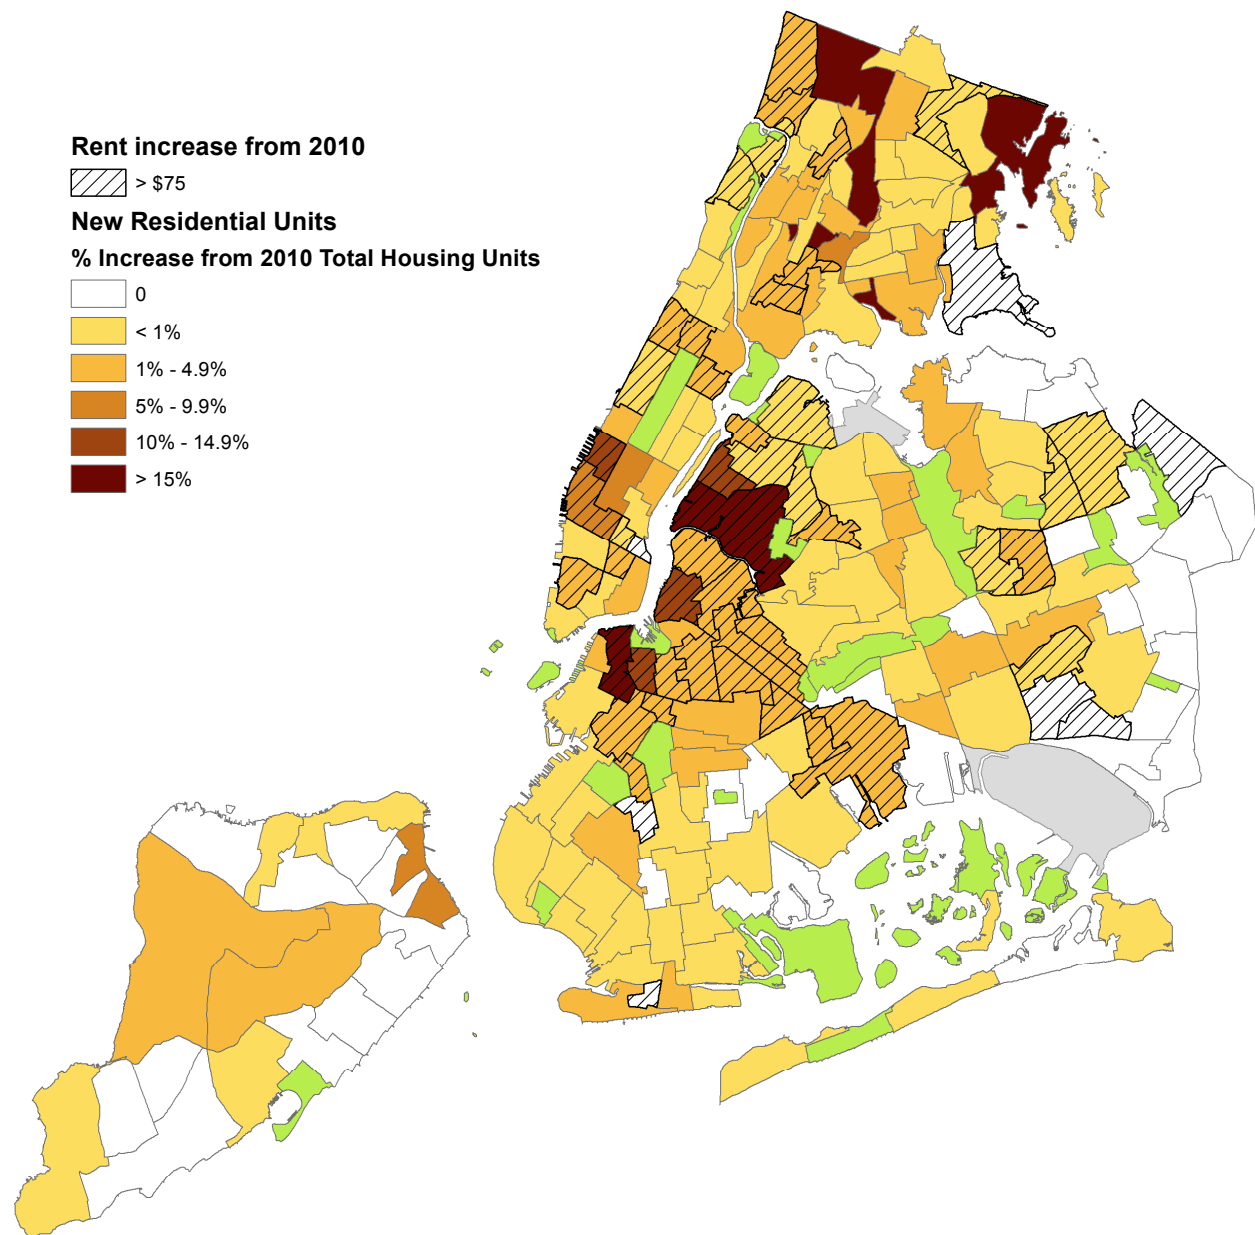 Rent increase from 2010
> $75
New Residential Units
% Increase from 2010 Total Housing Units
0
< 1%
1% - 4.9%
5% - 9.9%
10% - 14.9%
> 15%